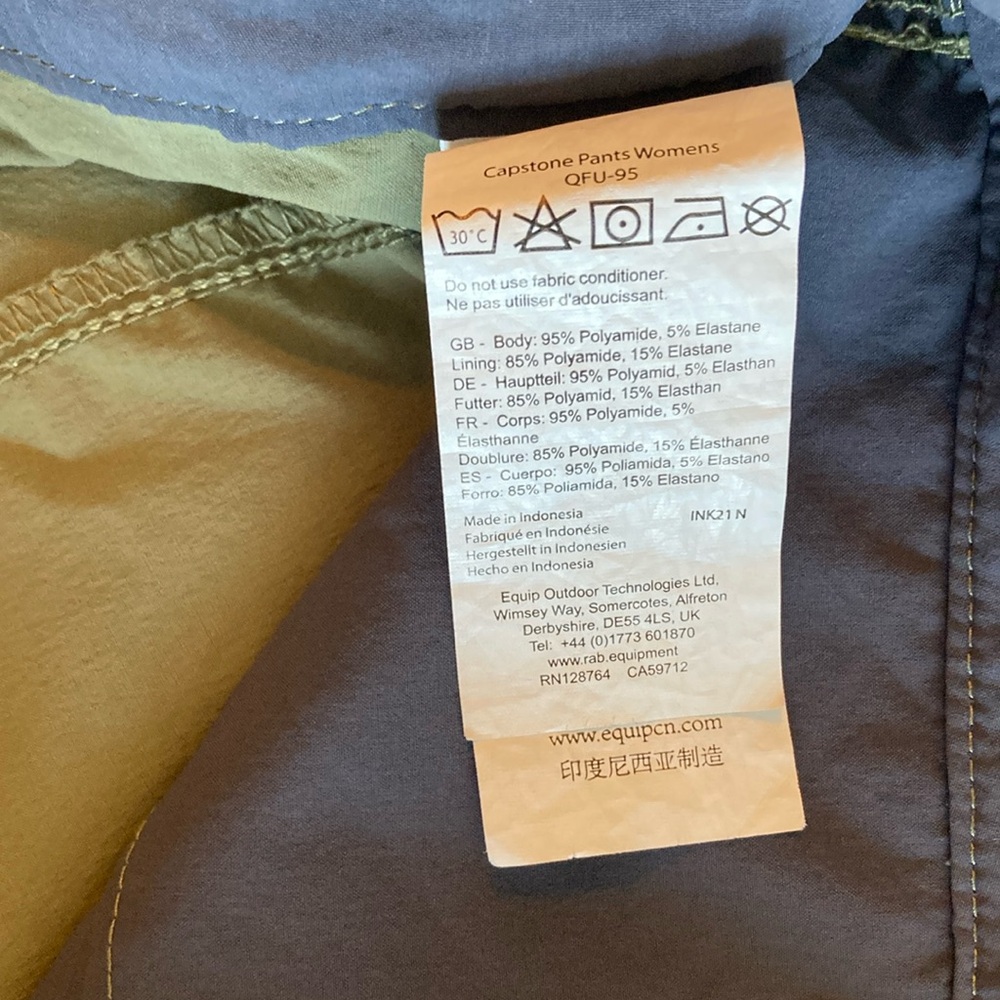 Capstone Pants Womens
QFU-95
30°C
Do not use fabric conditioner.
Ne pas utiliser d'adoucissant.
GB - Body: 95% Polyamide, 5% Elastane
Lining: 85% Polyamide, 15% Elastane
DE - Hauptteil: 95% Polyamid, 5% Elasthan
Futter: 85% Polyamid, 15% Elasthan
FR - Corps: 95% Polyamide, 5%
Élasthanne
Doublure: 85% Polyamide, 15% Élasthanne
ES - Cuerpo: 95% Poliamida, 5% Elastano
Forro: 85% Poliamida, 15% Elastano
Made in Indonesia INK21 N
Fabriqué en Indonésie
Hergestellt in Indonesien
Hecho en Indonesia
Equip Outdoor Technologies Ltd,
Wimsey Way, Somercotes, Alfreton
Derbyshire, DE55 4LS, UK
Tel: +44 (0)1773 601870
www.rab.equipment
RN128764 CA59712
www.equipcn.com
印度尼西亚制造